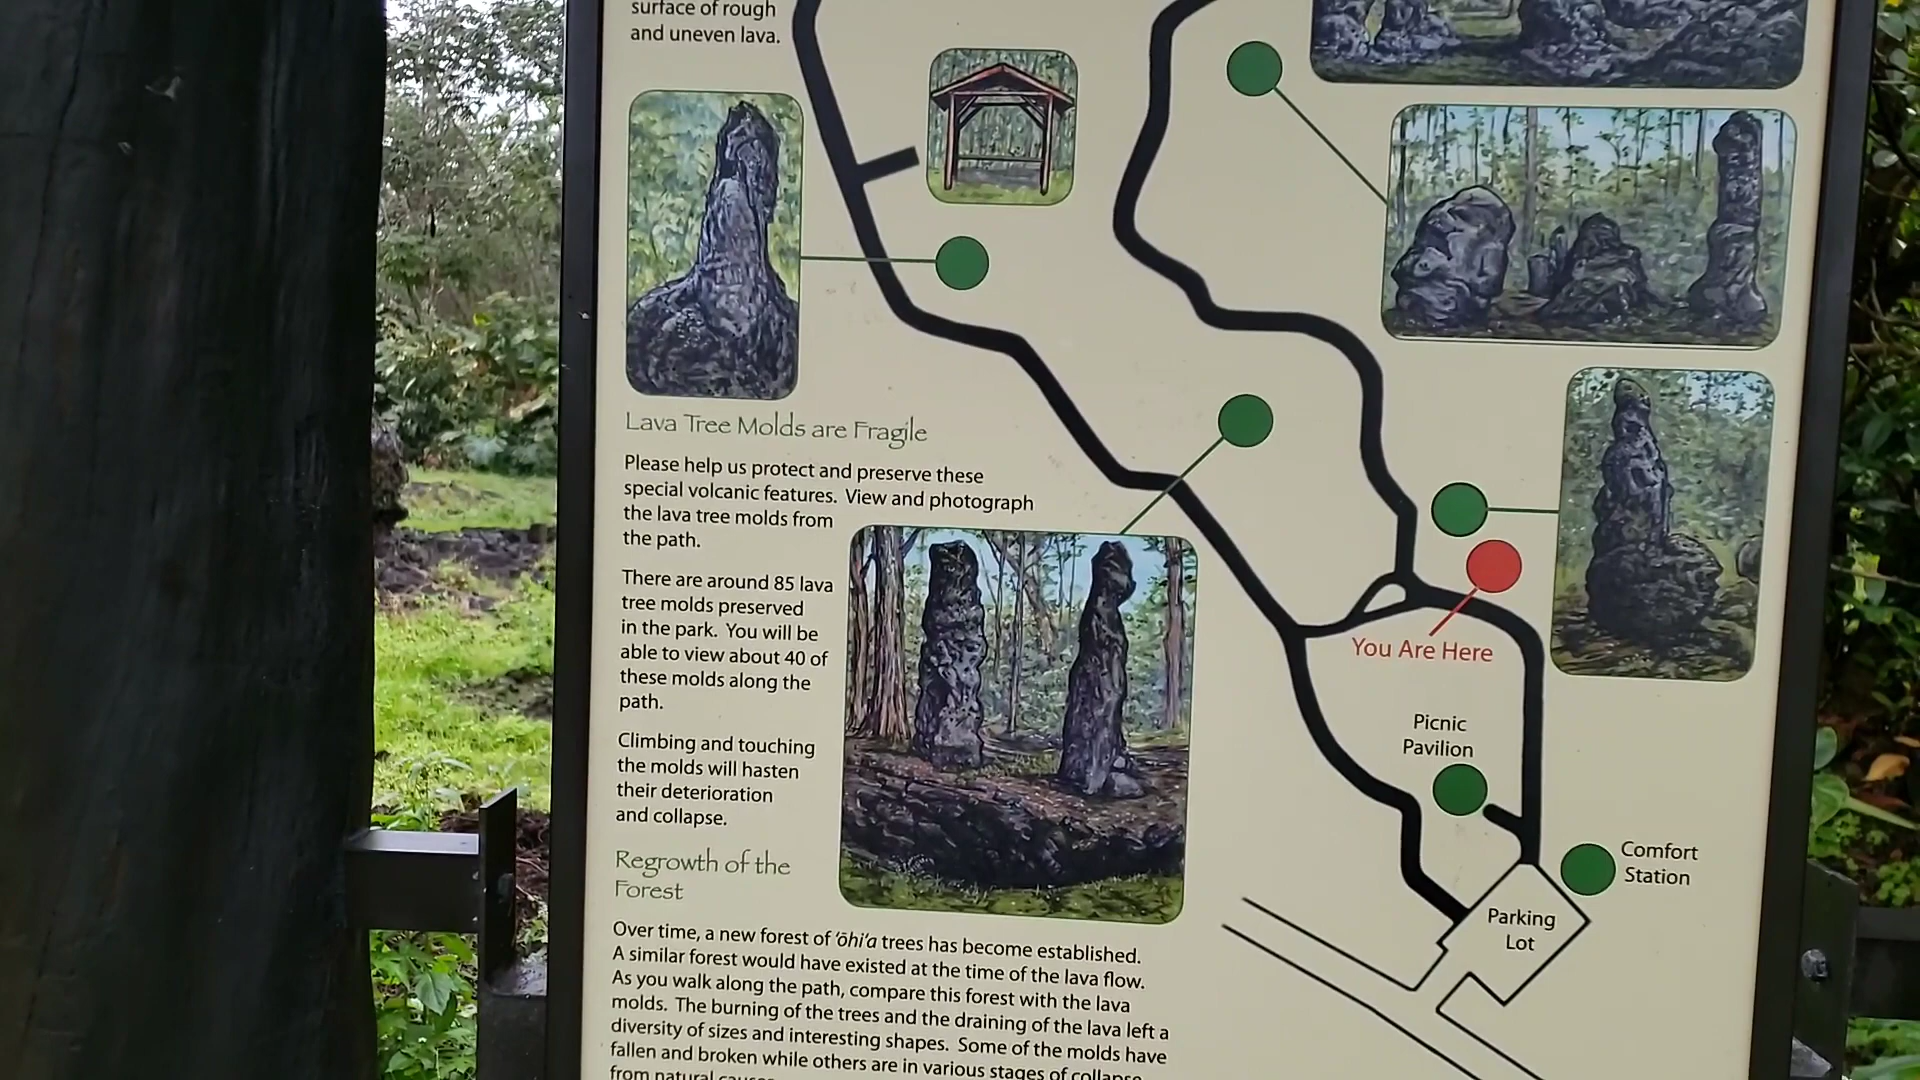 surface of rough
and uneven lava.
Lava Tree Molds are Fragile
Please help us protect and preserve these
special volcanic features. View and photograph
the lava tree molds from
the path.
There are around 85 lava
tree molds preserved
in the park. You will be
able to view about 40 of
these molds along the
path.
Climbing and touching
the molds will hasten
their deterioration
and collapse.
Regrowth of the
Forest
Over time, a new forest of ‘ōhi‘a trees has become established.
A similar forest would have existed at the time of the lava flow.
As you walk along the path, compare this forest with the lava
molds. The burning of the trees and the draining of the lava left a
diversity of sizes and interesting shapes. Some of the molds have
fallen and broken while others are in various stages of collapse
from natural
You Are Here
Picnic
Pavilion
Comfort
Station
Parking
Lot